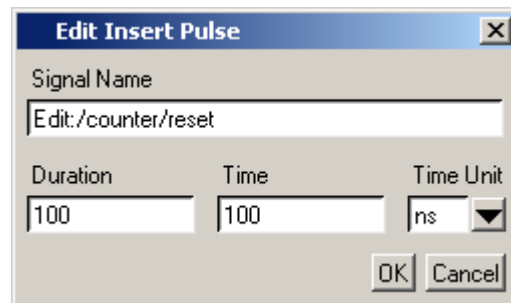 Edit Insert Pulse
Signal Name
Edit:/counter/reset
Duration Time Time Unit
100 100 ns
OK Cancel